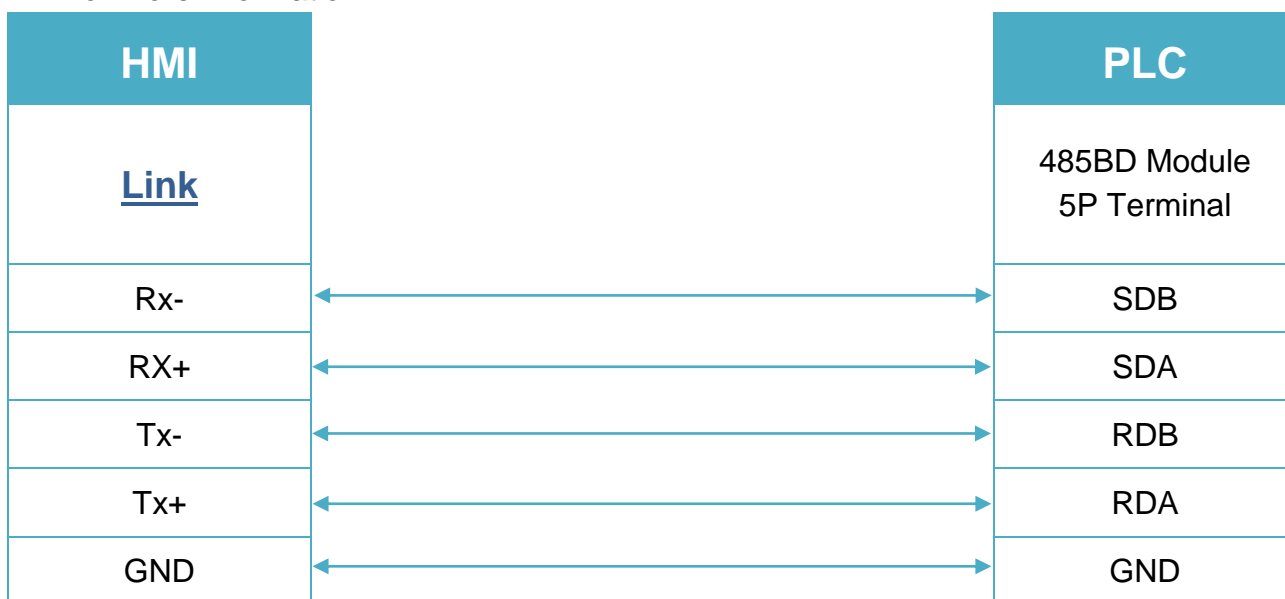 HMI PLC
Link 485BD Module
5P Terminal
Rx- SDB
RX+ SDA
Tx- RDB
Tx+ RDA
GND GND